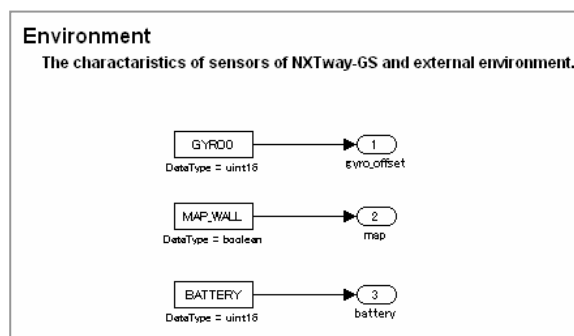 Environment
The charactaristics of sensors of NXTway-GS and external environment.
GYRO0
1
DataType = uint16
gyro_offset
MAP_WALL
2
DataType = boolean
map
BATTERY
3
DataType = uint16
battery